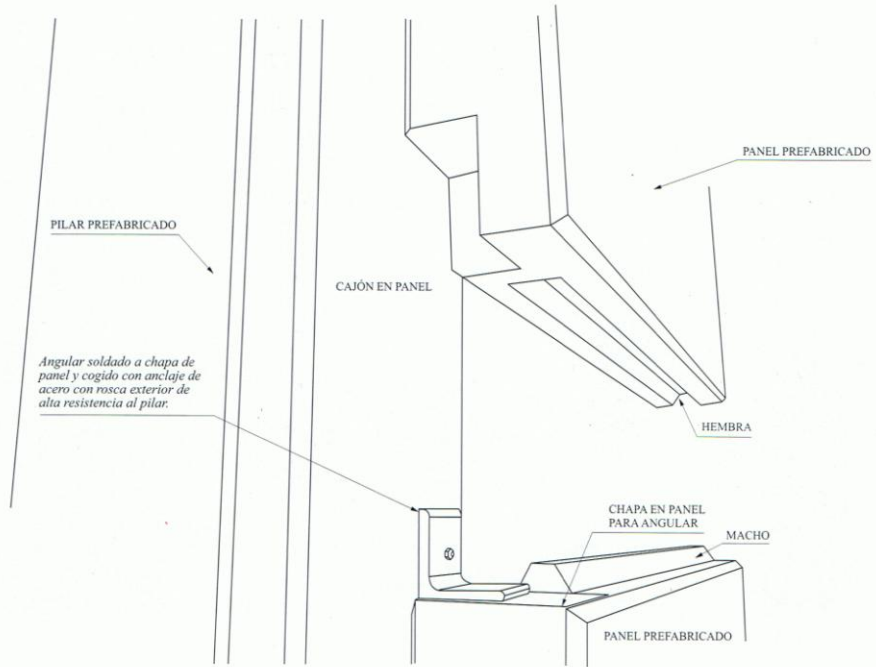 PANEL PREFABRICADO
PILAR PREFABRICADO
CAJÓN EN PANEL
Angular soldado a chapa de
panel y cogido con anclaje de
acero con rosca exterior de
alta resistencia al pilar.
HEMBRA
CHAPA EN PANEL
PARA ANGULAR
MACHO
PANEL PREFABRICADO